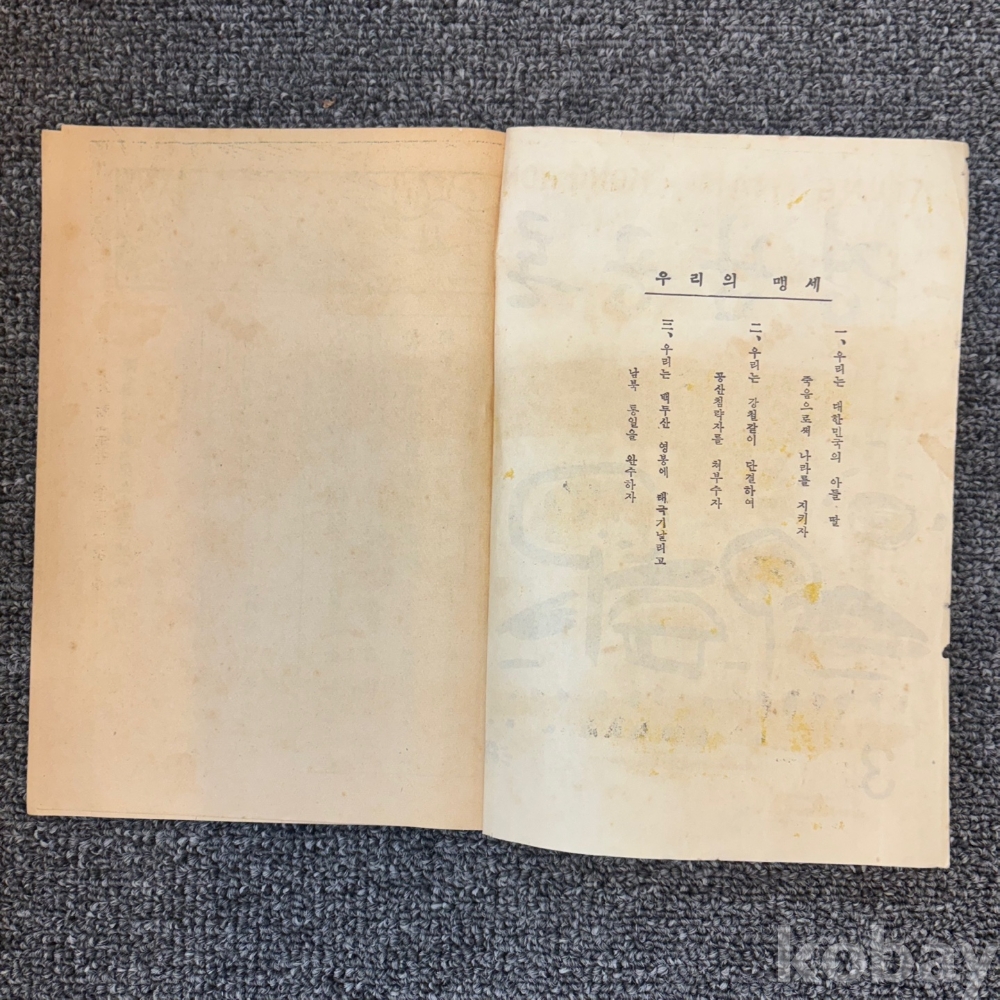 우리의 맹세
一、우리는 대한민국의 아들 딸
죽음으로써 나라를 지키자
二、우리는 강철같이 단결하여
공산침략자를 쳐부수자
三、우리는 백두산 영봉에 태극기날리고
남북 통일을 완수하자
3
kobay